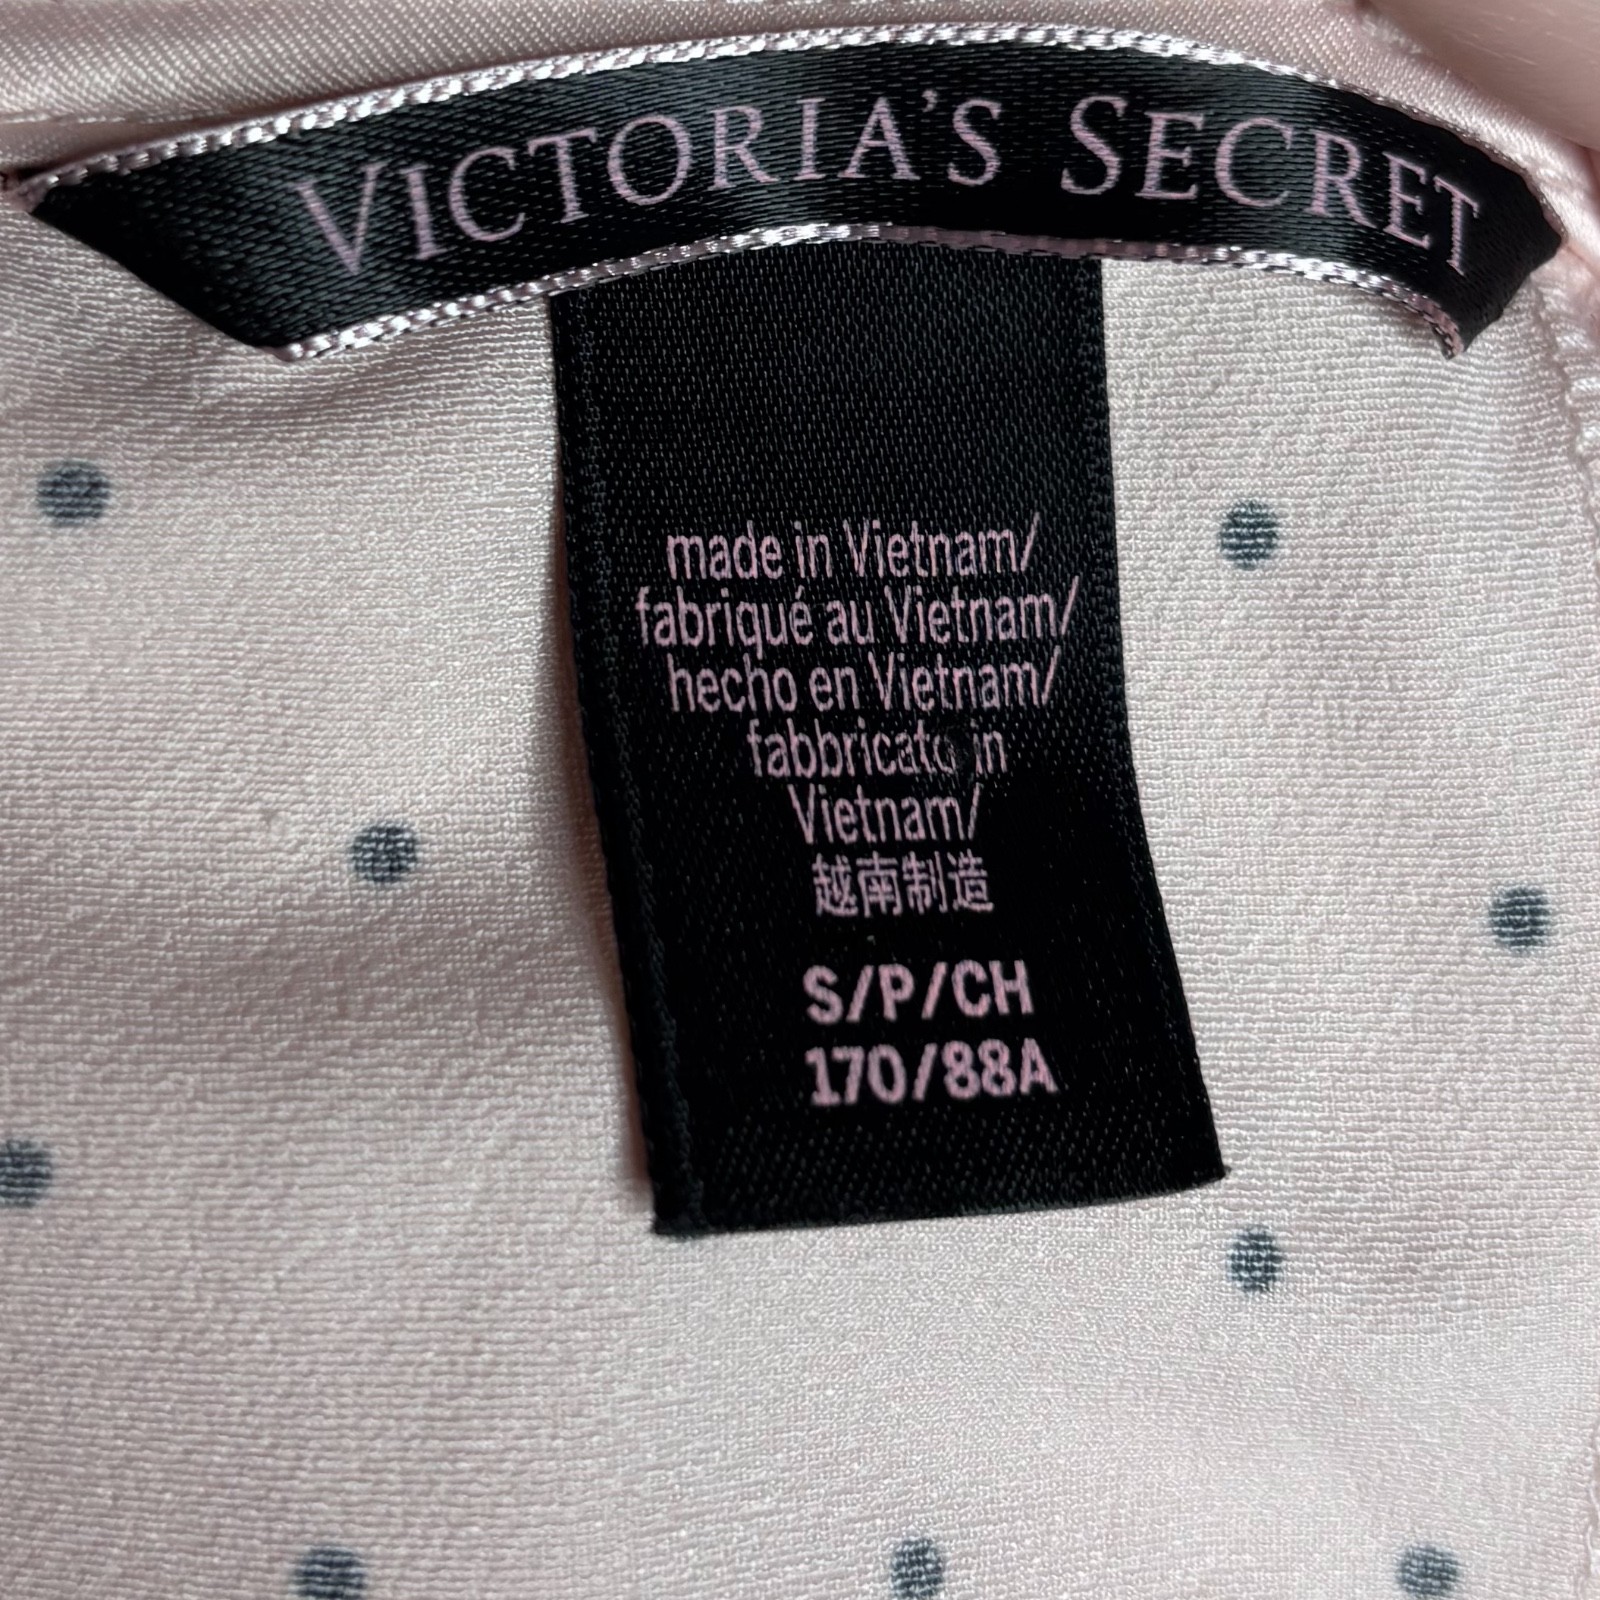 VICTORIA'S SECRET
made in Vietnam/
fabriqué au Vietnam/
hecho en Vietnam/
fabbricato in
Vietnam/
越南制造
S/P/CH
170/88A